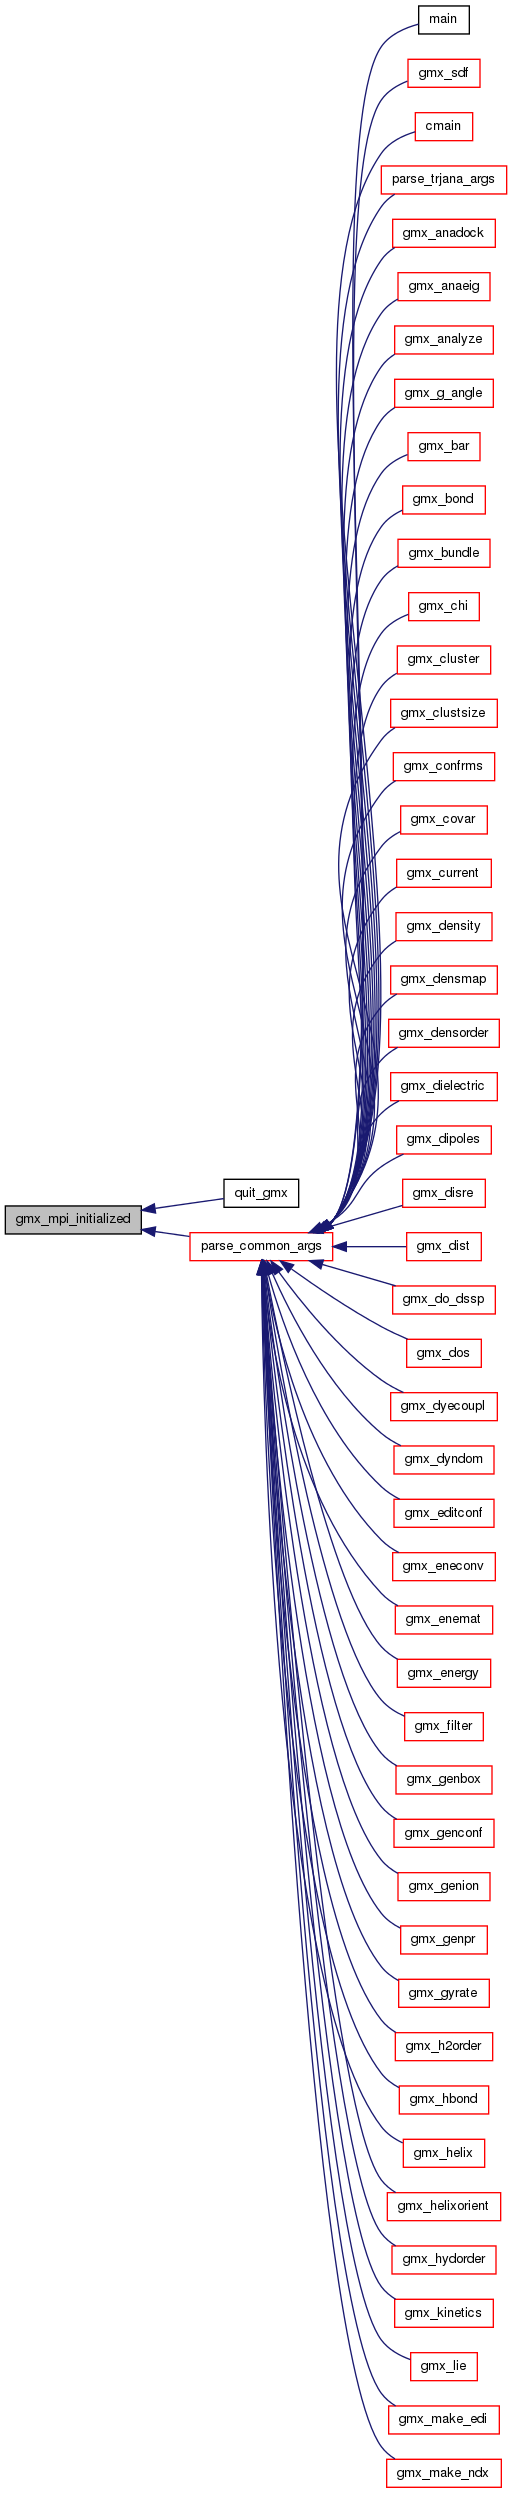 main
gmx_sdf
cmain
parse_trjana_args
gmx_anadock
gmx_anaeig
gmx_analyze
gmx_g_angle
gmx_bar
gmx_bond
gmx_bundle
gmx_chi
gmx_cluster
gmx_clustsize
gmx_confrms
gmx_covar
gmx_current
gmx_density
gmx_densmap
gmx_densorder
gmx_dielectric
gmx_dipoles
gmx_disre
quit_gmx
gmx_mpi_initialized
parse_common_args
gmx_dist
gmx_do_dssp
gmx_dos
gmx_dyecoupl
gmx_dyndom
gmx_editconf
gmx_eneconv
gmx_enemat
gmx_energy
gmx_filter
gmx_genbox
gmx_genconf
gmx_genion
gmx_genpr
gmx_gyrate
gmx_h2order
gmx_hbond
gmx_helix
gmx_helixorient
gmx_hydorder
gmx_kinetics
gmx_lie
gmx_make_edi
gmx_make_ndx